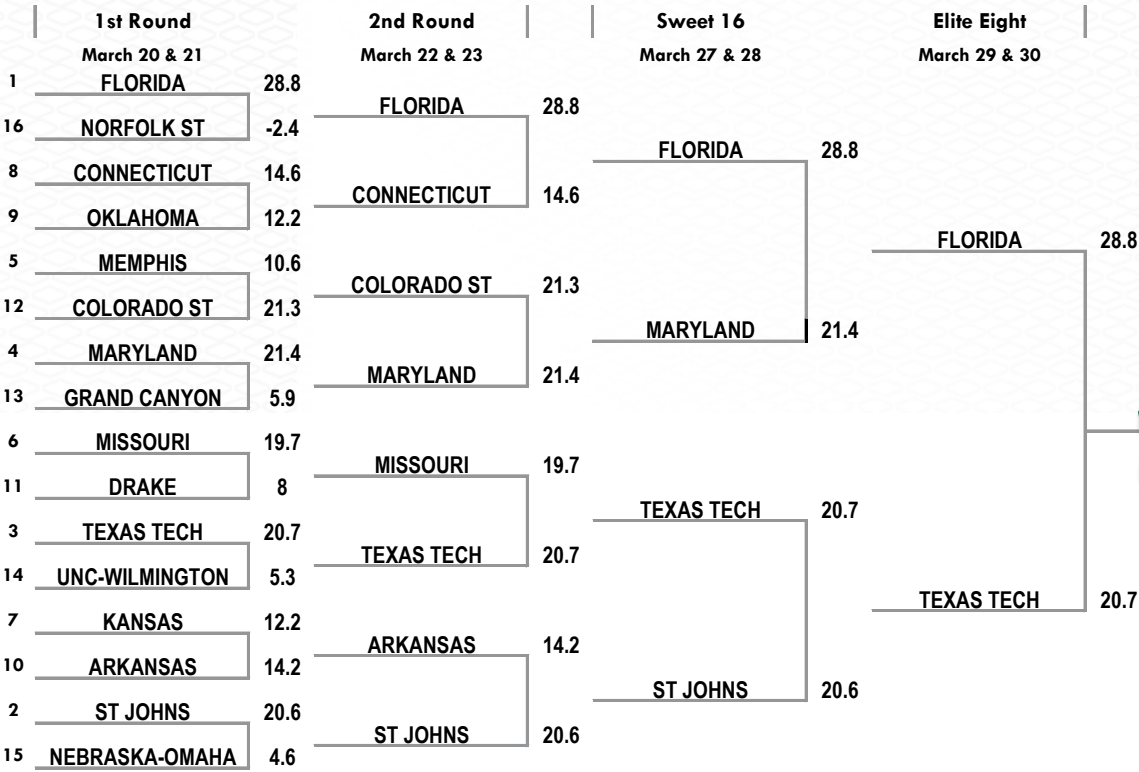 1st Round 2nd Round Sweet 16 Elite Eight
March 20 & 21 March 22 & 23 March 27 & 28 March 29 & 30
1 FLORIDA 28.8
FLORIDA 28.8
16 NORFOLK ST -2.4
FLORIDA 28.8
8 CONNECTICUT 14.6
CONNECTICUT 14.6
9 OKLAHOMA 12.2
FLORIDA 28.8
5 MEMPHIS 10.6
COLORADO ST 21.3
12 COLORADO ST 21.3
MARYLAND 21.4
4 MARYLAND 21.4
MARYLAND 21.4
13 GRAND CANYON 5.9
6 MISSOURI 19.7
MISSOURI 19.7
11 DRAKE 8
TEXAS TECH 20.7
3 TEXAS TECH 20.7
TEXAS TECH 20.7
14 UNC-WILMINGTON 5.3
TEXAS TECH 20.7
7 KANSAS 12.2
ARKANSAS 14.2
10 ARKANSAS 14.2
ST JOHNS 20.6
2 ST JOHNS 20.6
ST JOHNS 20.6
15 NEBRASKA-OMAHA 4.6